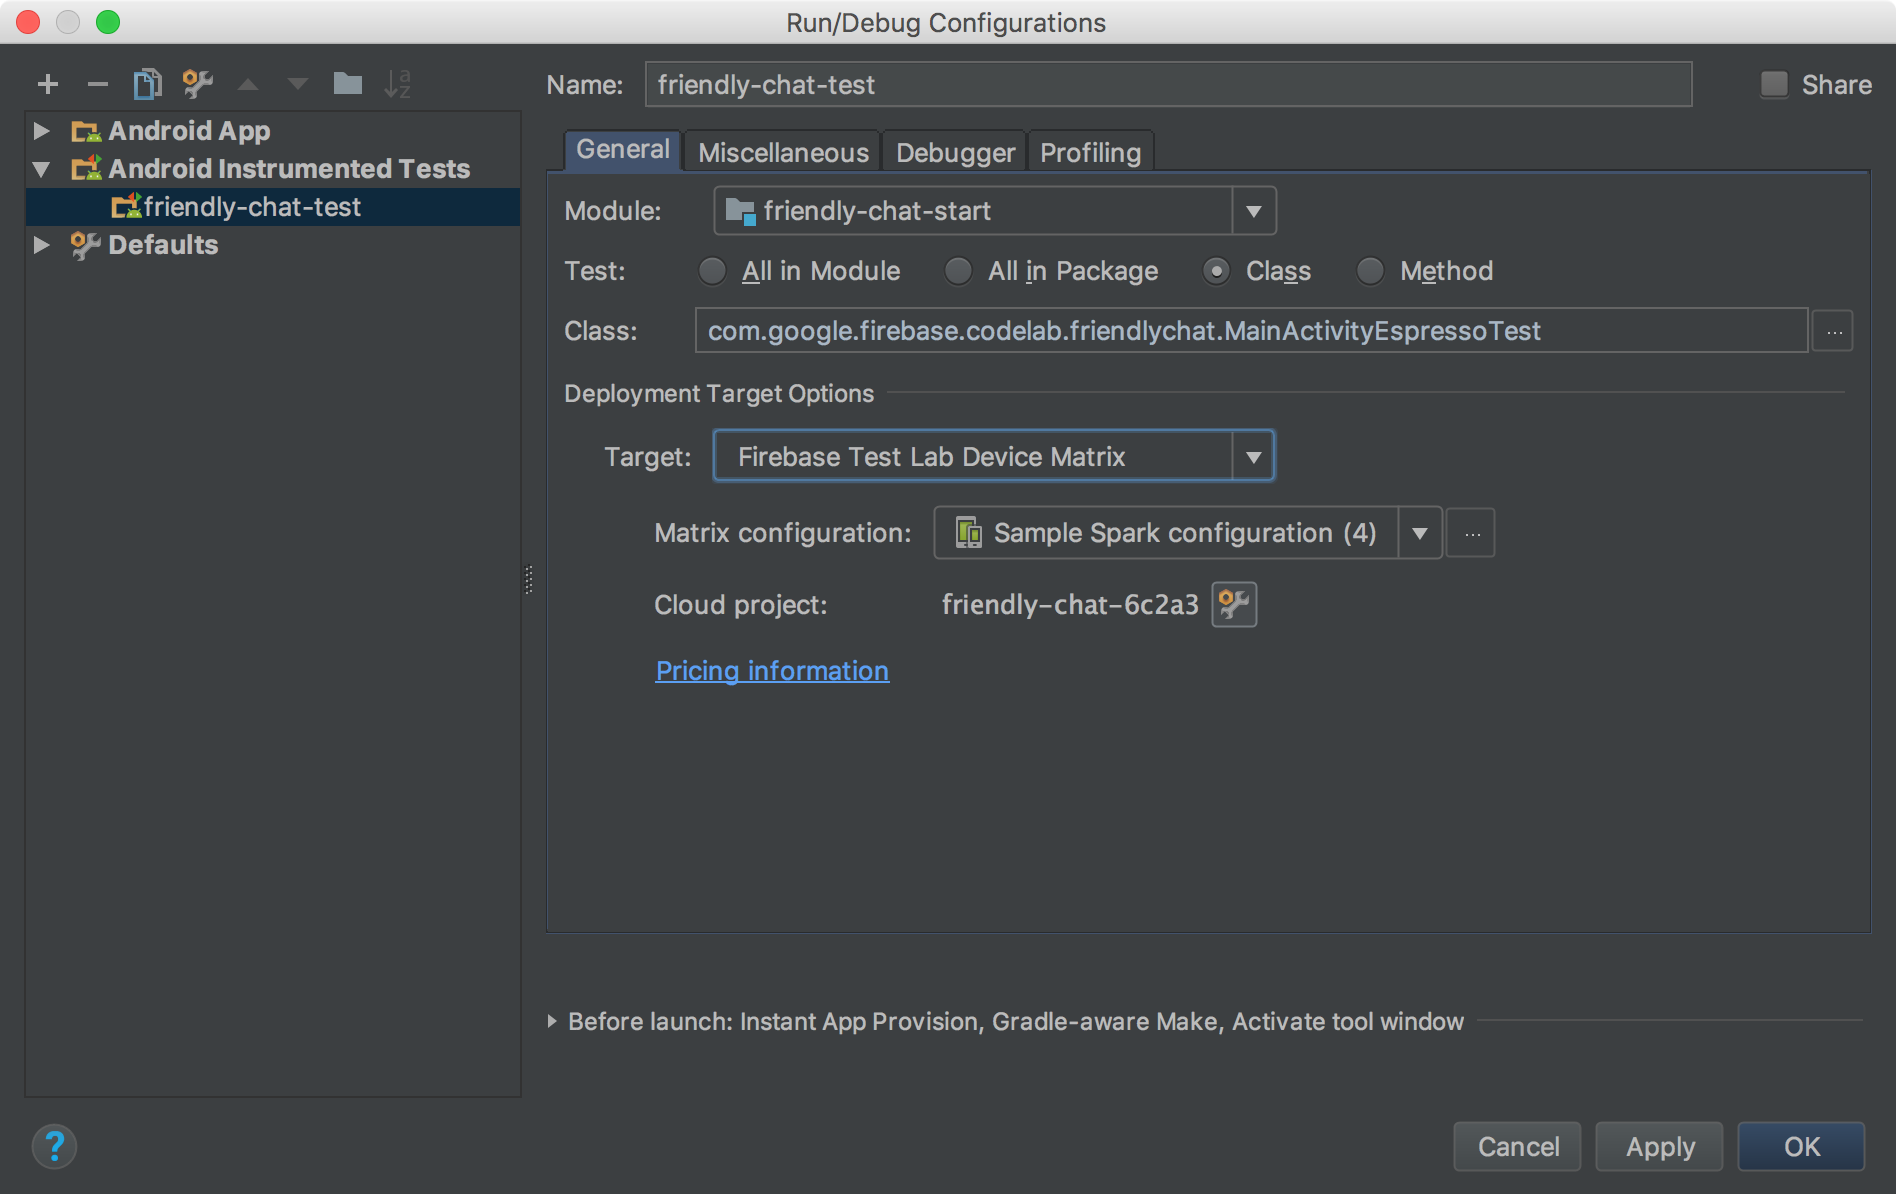 Run/Debug Configurations
Name: friendly-chat-test Share
Android App
Android Instrumented Tests
friendly-chat-test
Defaults
General Miscellaneous Debugger Profiling
Module: friendly-chat-start
Test: All in Module All in Package Class Method
Class: com.google.firebase.codelab.friendlychat.MainActivityEspressoTest ...
Deployment Target Options
Target: Firebase Test Lab Device Matrix
Matrix configuration: Sample Spark configuration (4) ...
Cloud project: friendly-chat-6c2a3
Pricing information
Before launch: Instant App Provision, Gradle-aware Make, Activate tool window
? Cancel Apply OK